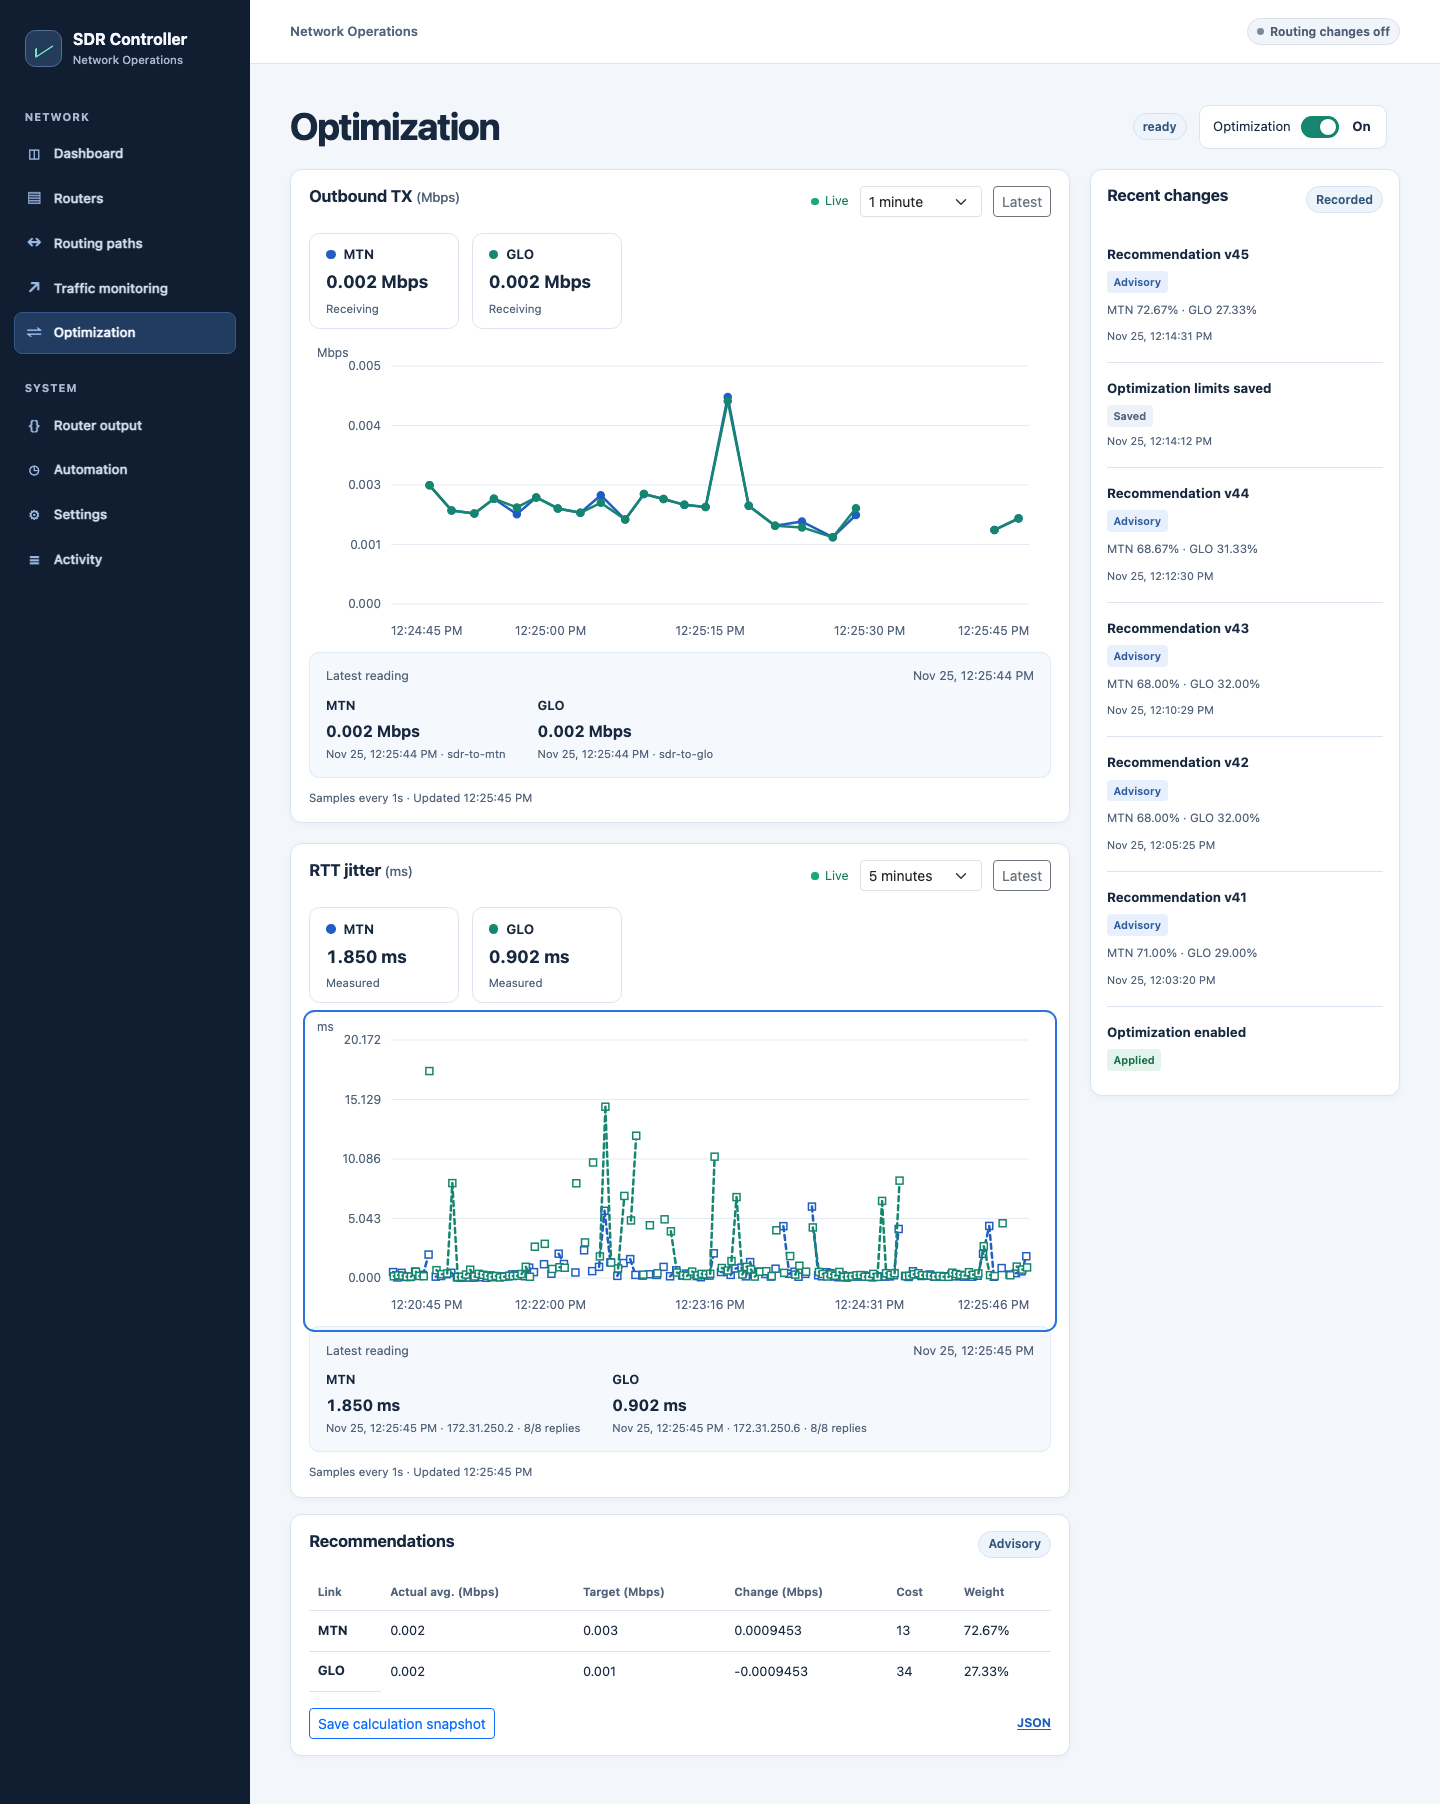 SDR Controller
Network Operations
NETWORK
Dashboard
Routers
Routing paths
Traffic monitoring
Optimization
SYSTEM
Router output
Automation
Settings
Activity
Network Operations
Routing changes off
Optimization
ready
Optimization On
Outbound TX (Mbps)
Live
1 minute
Latest
MTN
0.002 Mbps
Receiving
GLO
0.002 Mbps
Receiving
Mbps
0.005
0.004
0.003
0.001
0.000
12:24:45 PM 12:25:00 PM 12:25:15 PM 12:25:30 PM 12:25:45 PM
Latest reading Nov 25, 12:25:44 PM
MTN
0.002 Mbps
Nov 25, 12:25:44 PM · sdr-to-mtn
GLO
0.002 Mbps
Nov 25, 12:25:44 PM · sdr-to-glo
Samples every 1s · Updated 12:25:45 PM
RTT jitter (ms)
Live
5 minutes
Latest
MTN
1.850 ms
Measured
GLO
0.902 ms
Measured
ms
20.172
15.129
10.086
5.043
0.000
12:20:45 PM 12:22:00 PM 12:23:16 PM 12:24:31 PM 12:25:46 PM
Latest reading Nov 25, 12:25:45 PM
MTN
1.850 ms
Nov 25, 12:25:45 PM · 172.31.250.2 · 8/8 replies
GLO
0.902 ms
Nov 25, 12:25:45 PM · 172.31.250.6 · 8/8 replies
Samples every 1s · Updated 12:25:45 PM
Recommendations
Advisory
Link Actual avg. (Mbps) Target (Mbps) Change (Mbps) Cost Weight
MTN 0.002 0.003 0.0009453 13 72.67%
GLO 0.002 0.001 -0.0009453 34 27.33%
Save calculation snapshot
JSON
Recent changes
Recorded
Recommendation v45
Advisory
MTN 72.67% · GLO 27.33%
Nov 25, 12:14:31 PM
Optimization limits saved
Saved
Nov 25, 12:14:12 PM
Recommendation v44
Advisory
MTN 68.67% · GLO 31.33%
Nov 25, 12:12:30 PM
Recommendation v43
Advisory
MTN 68.00% · GLO 32.00%
Nov 25, 12:10:29 PM
Recommendation v42
Advisory
MTN 68.00% · GLO 32.00%
Nov 25, 12:05:25 PM
Recommendation v41
Advisory
MTN 71.00% · GLO 29.00%
Nov 25, 12:03:20 PM
Optimization enabled
Applied